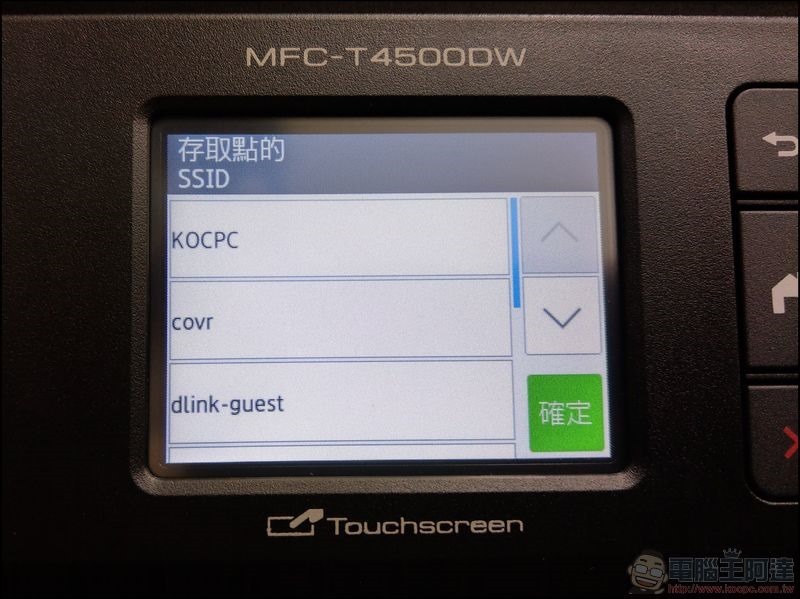 MFC-T4500DW
存取點的
SSID
KOCPC
covr
dlink-guest
確定
Touchscreen
電腦王阿達
http://www.kocpc.com.tw